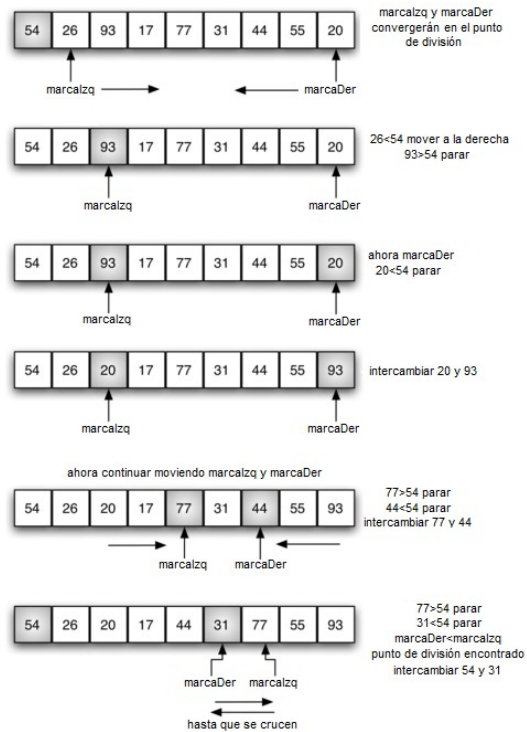 54 26 93 17 77 31 44 55 20
marcaIzq y marcaDer
convergerán en el punto
de división
marcaIzq marcaDer
54 26 93 17 77 31 44 55 20
26<54 mover a la derecha
93>54 parar
marcaIzq marcaDer
54 26 93 17 77 31 44 55 20
ahora marcaDer
20<54 parar
marcaIzq marcaDer
54 26 20 17 77 31 44 55 93
intercambiar 20 y 93
marcaIzq marcaDer
ahora continuar moviendo marcaIzq y marcaDer
54 26 20 17 77 31 44 55 93
77>54 parar
44<54 parar
intercambiar 77 y 44
marcaIzq marcaDer
54 26 20 17 44 31 77 55 93
77>54 parar
31<54 parar
marcaDer<marcaIzq
punto de división encontrado
intercambiar 54 y 31
marcaDer marcaIzq
hasta que se crucen